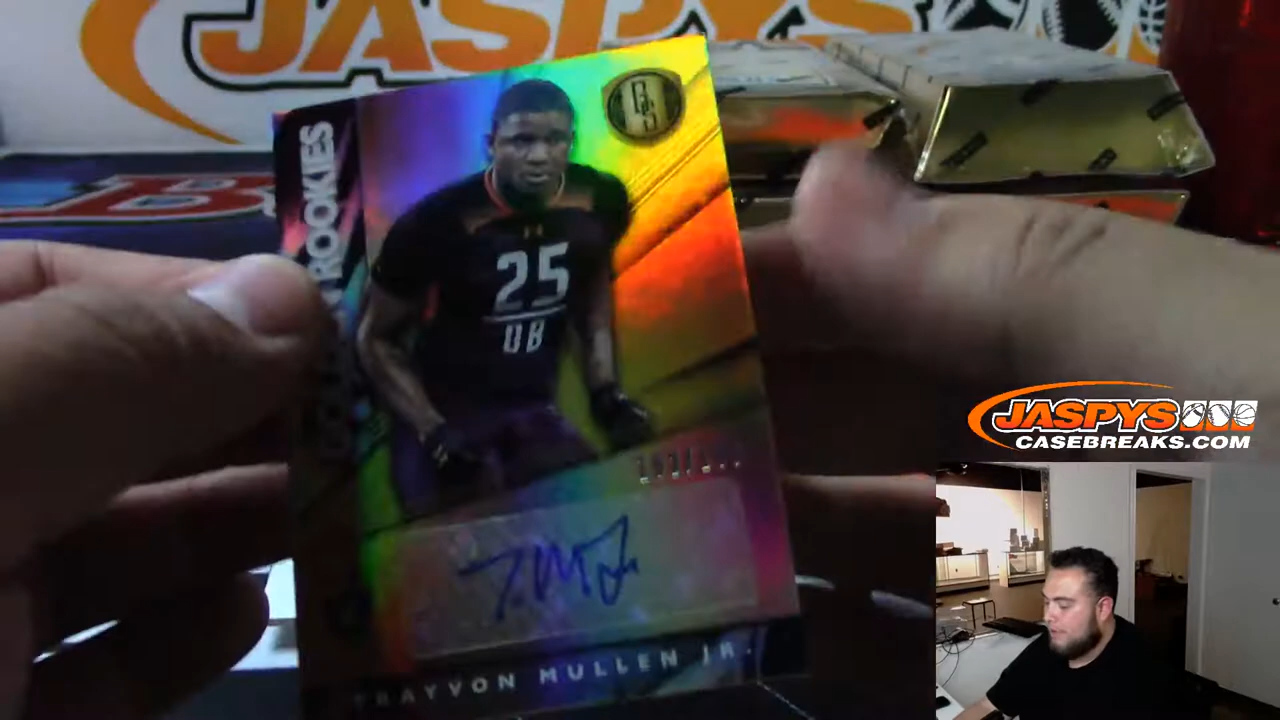 JASPYS
ROOKIES
25
DB
TRAYVON MULLEN JR.
JASPYS
CASEBREAKS.COM